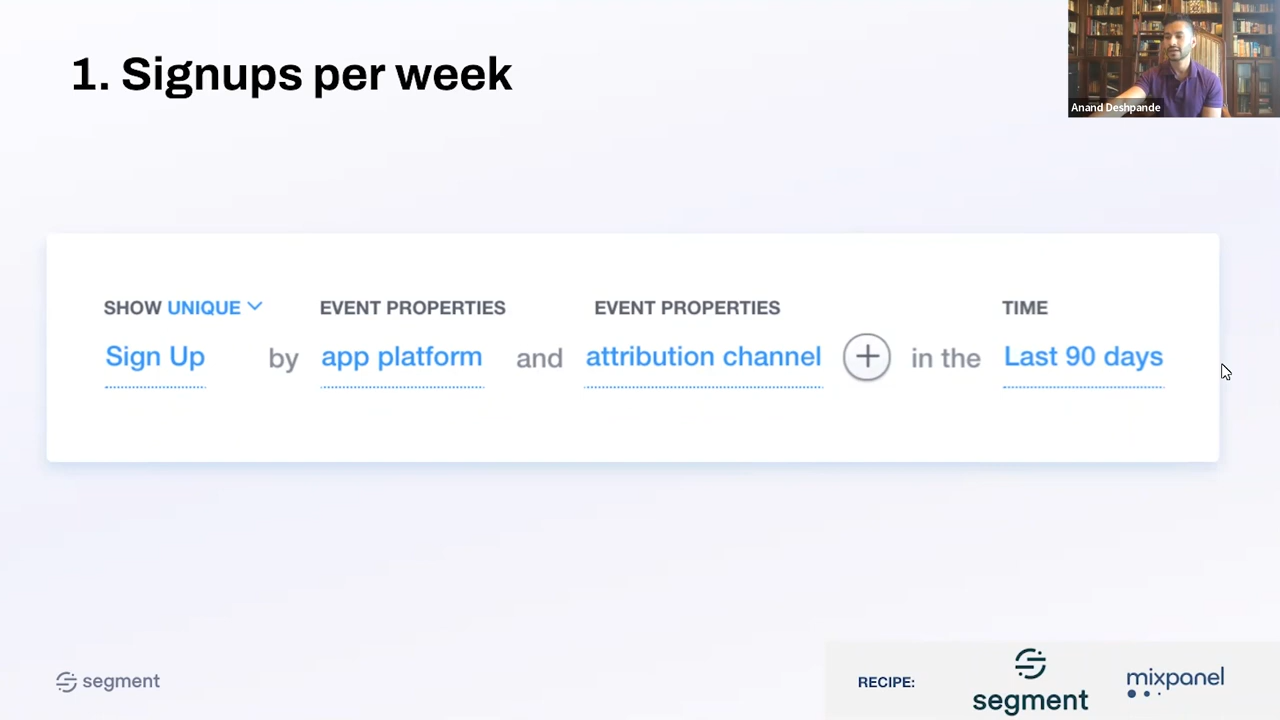 1. Signups per week
Anand Deshpande
SHOW UNIQUE EVENT PROPERTIES EVENT PROPERTIES TIME
Sign Up by app platform and attribution channel + in the Last 90 days
segment
RECIPE: segment mixpanel